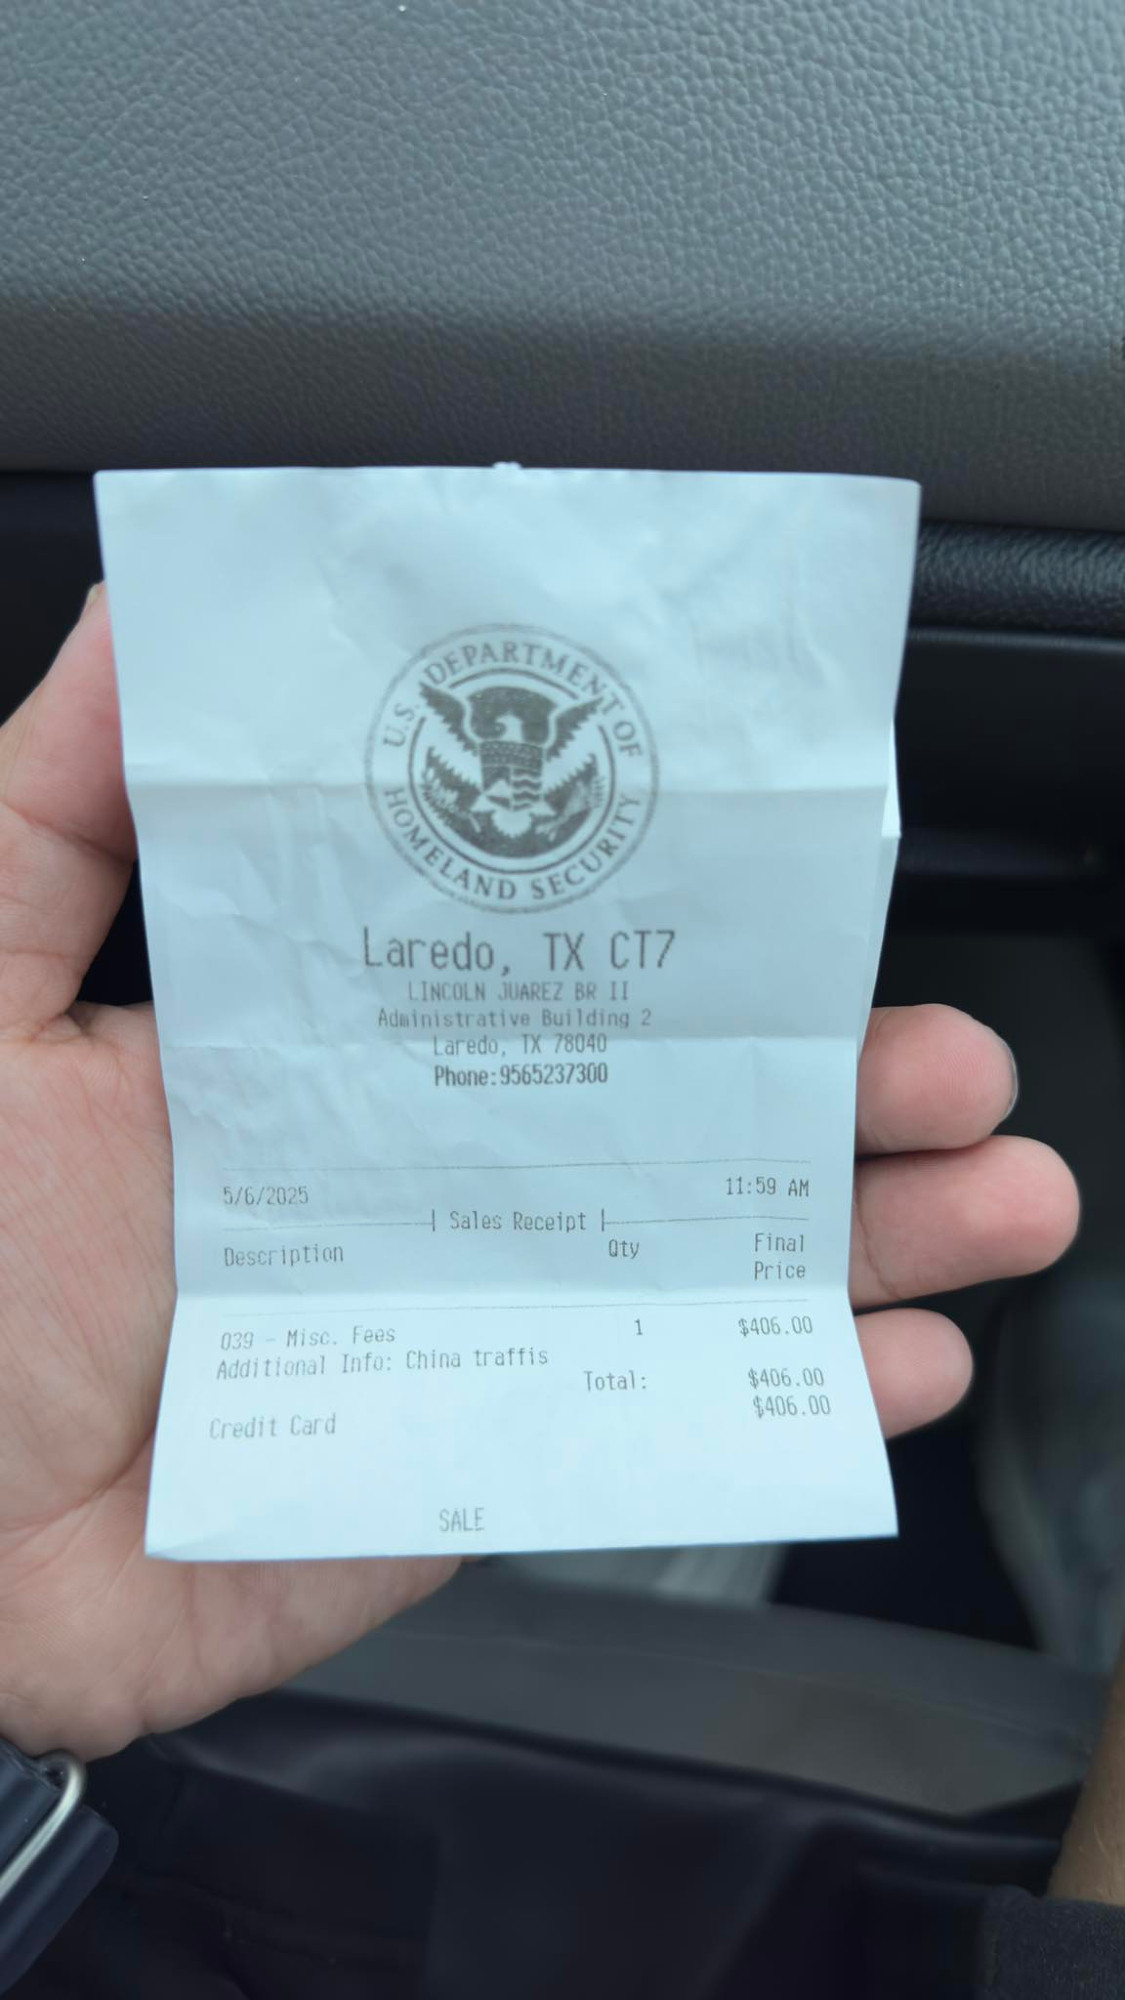 U.S. DEPARTMENT OF
HOMELAND SECURITY
Laredo, TX CT7
LINCOLN JUAREZ BR II
Administrative Building 2
Laredo, TX 78040
Phone:9565237300
5/6/2025 11:59 AM
Sales Receipt
Description Qty Final
Price
039 - Misc. Fees 1 $406.00
Additional Info: China traffis
Total: $406.00
Credit Card $406.00
SALE